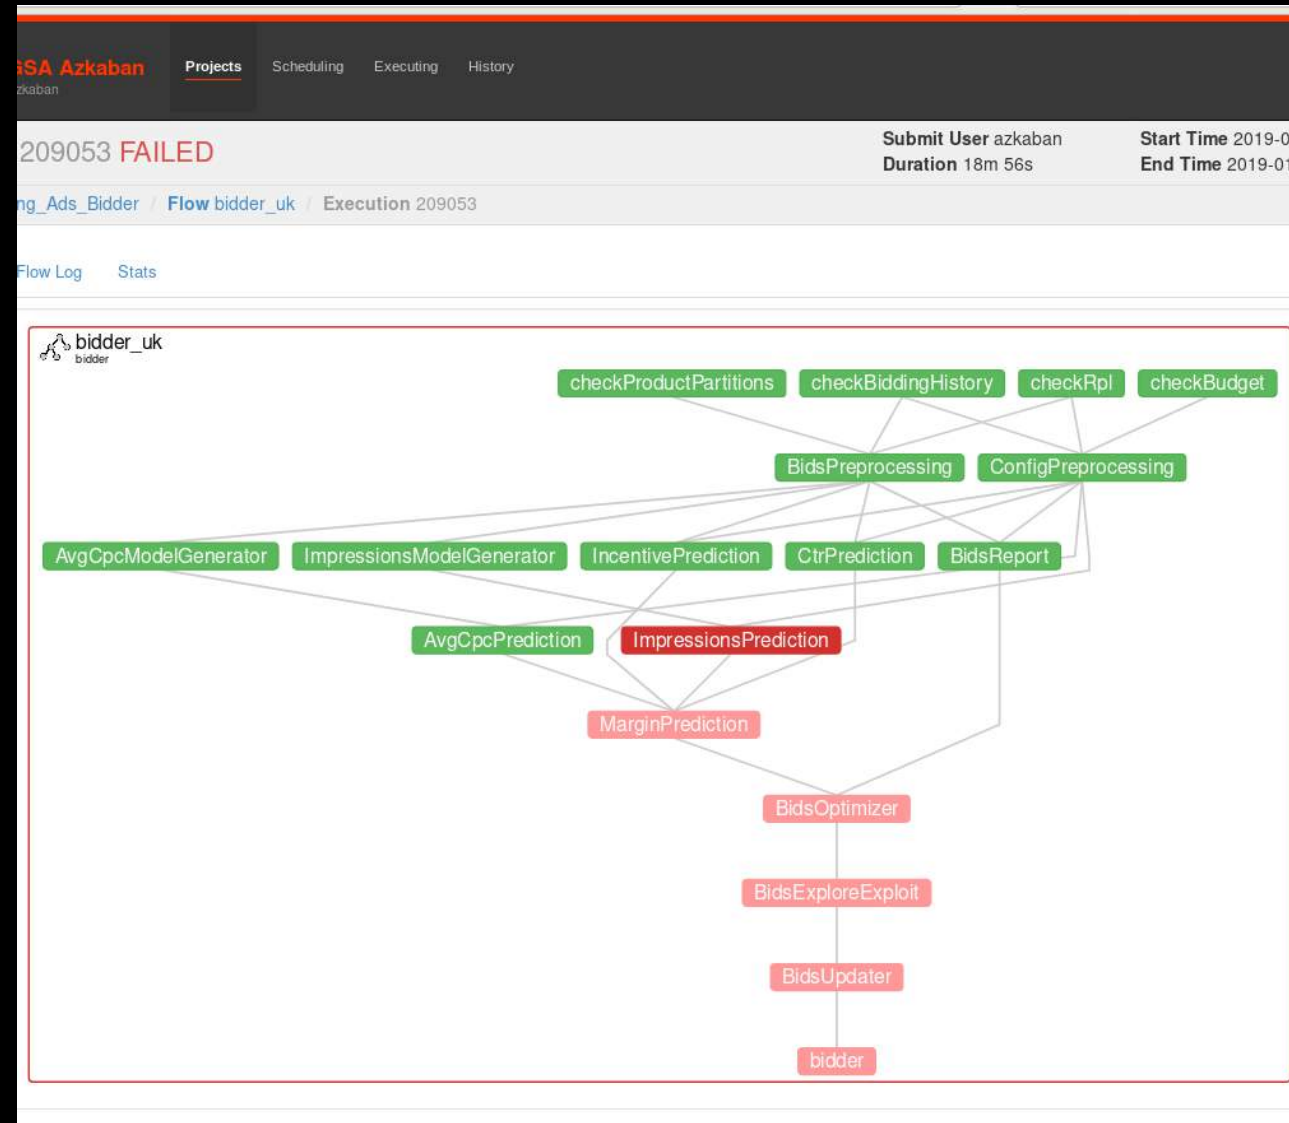 GSA Azkaban Projects Scheduling Executing History
zkaban
209053 FAILED
Submit User azkaban Start Time 2019-0
Duration 18m 56s End Time 2019-01
ng_Ads_Bidder / Flow bidder_uk / Execution 209053
Flow Log Stats
bidder_uk
bidder
checkProductPartitions checkBiddingHistory checkRpl checkBudget
BidsPreprocessing ConfigPreprocessing
AvgCpcModelGenerator ImpressionsModelGenerator IncentivePrediction CtrPrediction BidsReport
AvgCpcPrediction ImpressionsPrediction
MarginPrediction
BidsOptimizer
BidsExploreExploit
BidsUpdater
bidder